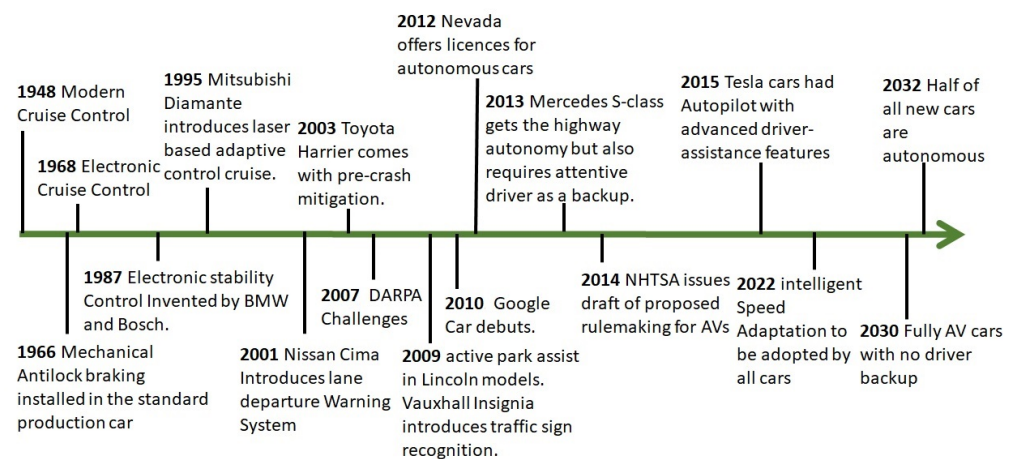 1948 Modern
Cruise Control
1966 Mechanical
Antilock braking
installed in the standard
production car
1968 Electronic
Cruise Control
1987 Electronic stability
Control Invented by BMW
and Bosch.
1995 Mitsubishi
Diamante
introduces laser
based adaptive
control cruise.
2001 Nissan Cima
Introduces lane
departure Warning
System
2003 Toyota
Harrier comes
with pre-crash
mitigation.
2007 DARPA
Challenges
2009 active park assist
in Lincoln models.
Vauxhall Insignia
introduces traffic sign
recognition.
2010 Google
Car debuts.
2012 Nevada
offers licences for
autonomous cars
2013 Mercedes S-class
gets the highway
autonomy but also
requires attentive
driver as a backup.
2014 NHTSA issues
draft of proposed
rulemaking for AVs
2015 Tesla cars had
Autopilot with
advanced driver-
assistance features
2022 intelligent
Speed
Adaptation to
be adopted by
all cars
2030 Fully AV cars
with no driver
backup
2032 Half of
all new cars
are
autonomous